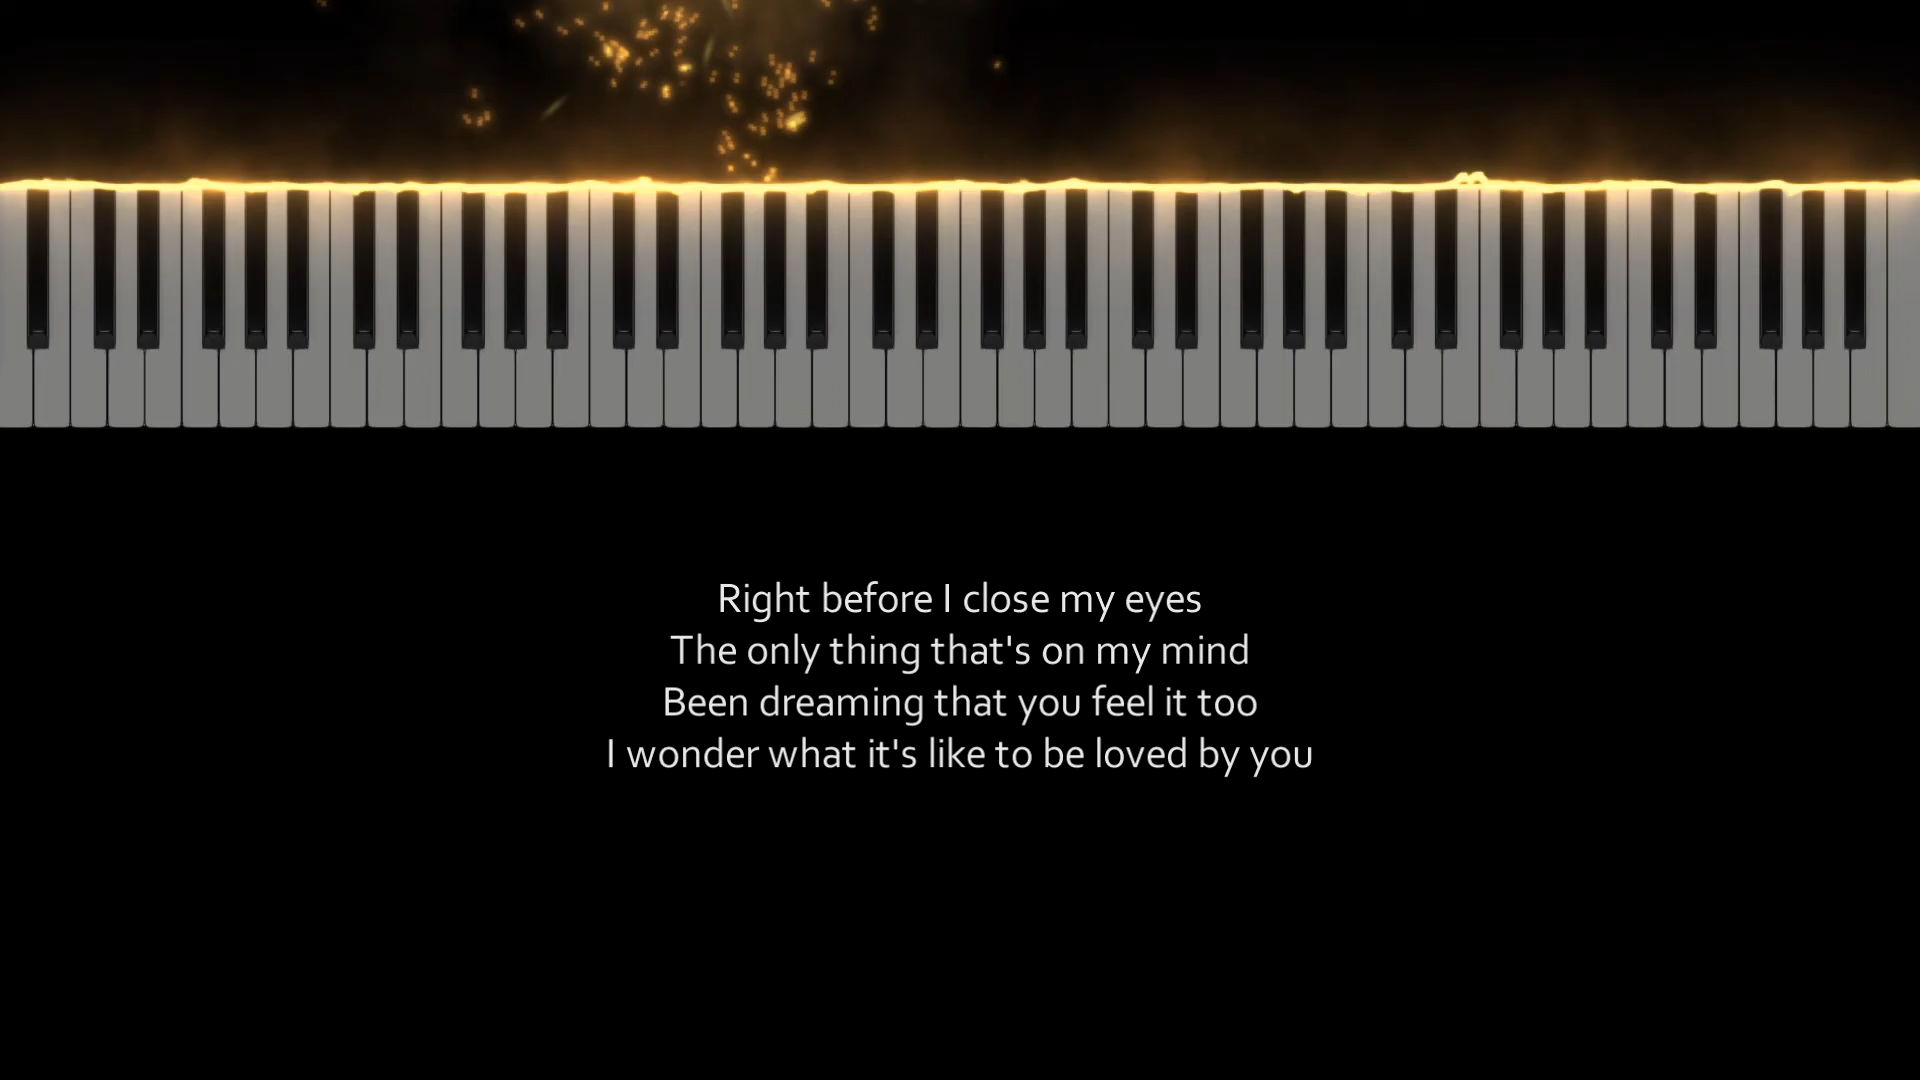 Right before I close my eyes
The only thing that's on my mind
Been dreaming that you feel it too
I wonder what it's like to be loved by you